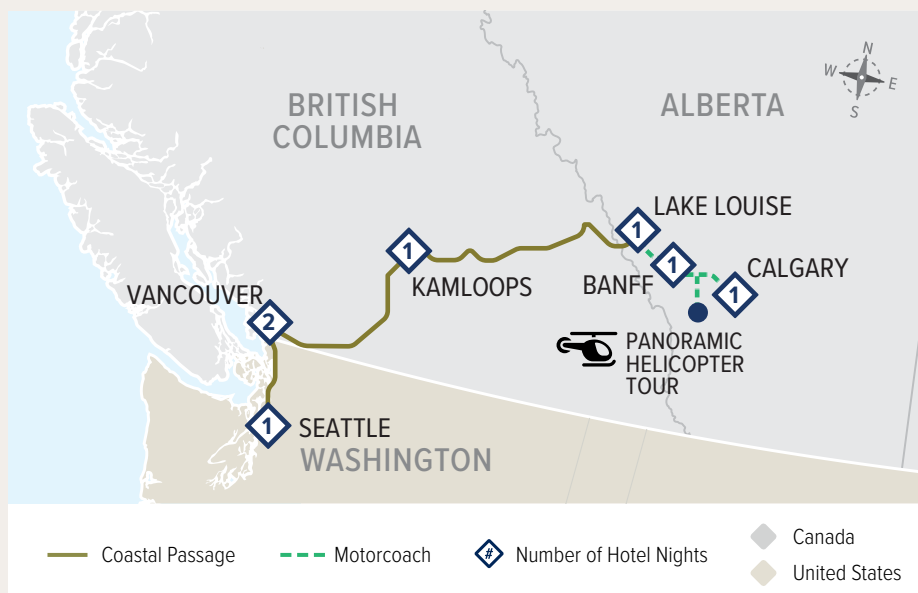 N
W
E
S
BRITISH
COLUMBIA
ALBERTA
LAKE LOUISE
1
1
KAMLOOPS
BANFF
1
CALGARY
1
VANCOUVER
2
PANORAMIC
HELICOPTER
TOUR
1
SEATTLE
WASHINGTON
Coastal Passage
Motorcoach
# Number of Hotel Nights
Canada
United States